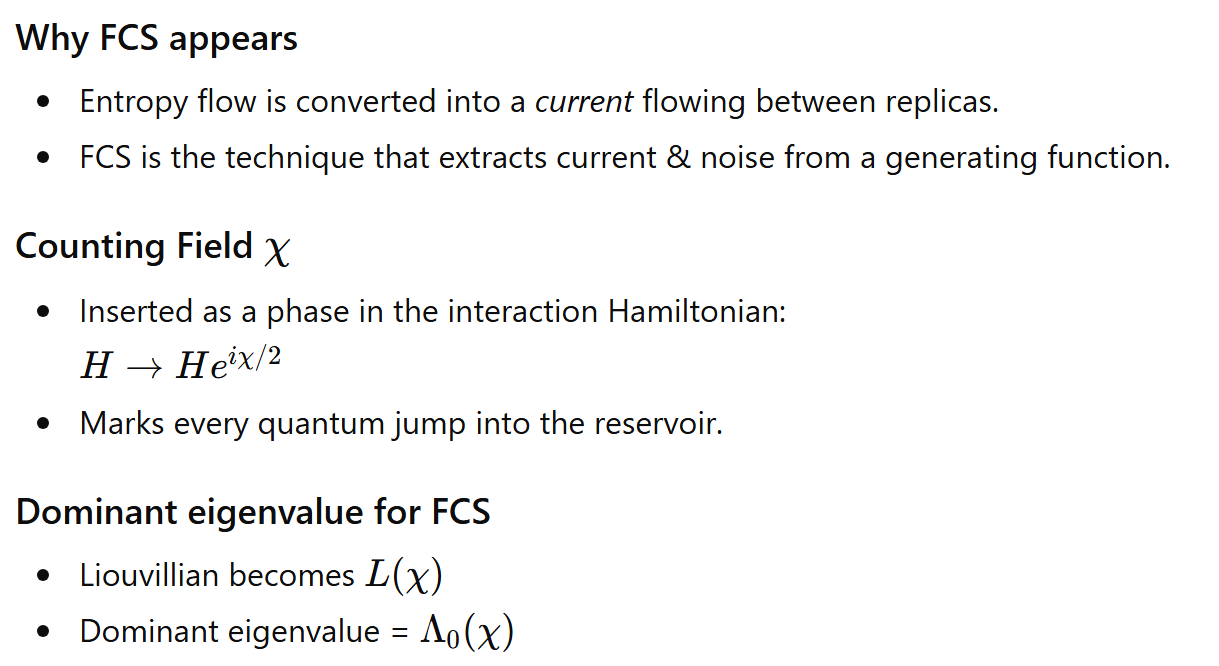 Why FCS appears
• Entropy flow is converted into a current flowing between replicas.
• FCS is the technique that extracts current & noise from a generating function.
Counting Field χ
• Inserted as a phase in the interaction Hamiltonian:
H → He^{iχ/2}
• Marks every quantum jump into the reservoir.
Dominant eigenvalue for FCS
• Liouvillian becomes L(χ)
• Dominant eigenvalue = Λ₀(χ)